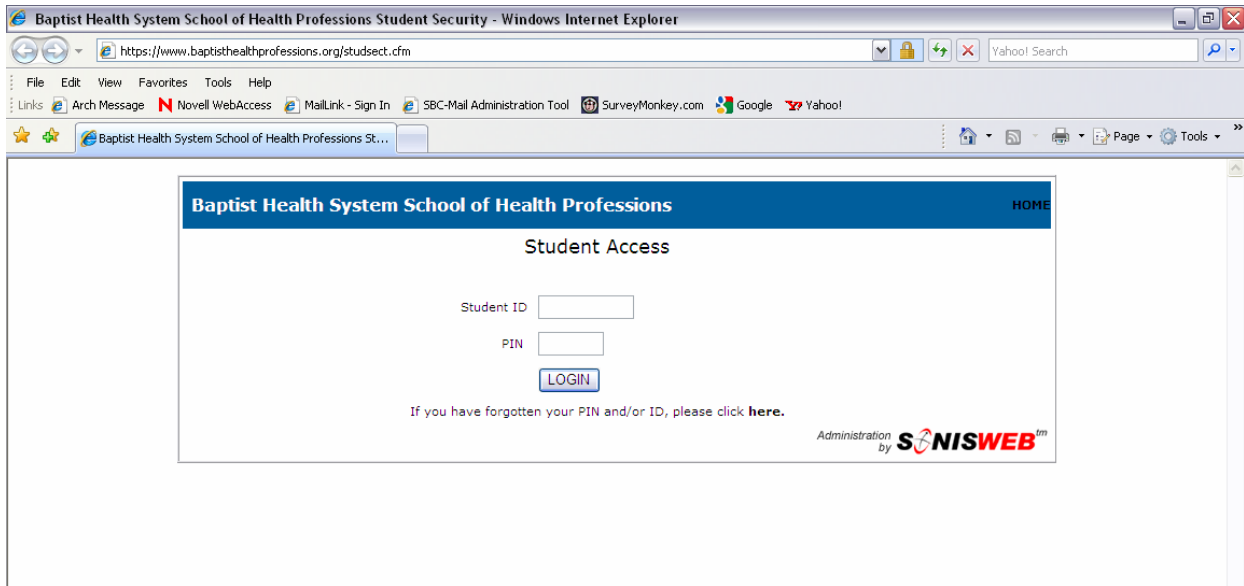 Baptist Health System School of Health Professions Student Security - Windows Internet Explorer
https://www.baptisthealthprofessions.org/studsect.cfm
Yahoo! Search
File Edit View Favorites Tools Help
Links Arch Message Novell WebAccess MailLink - Sign In SBC-Mail Administration Tool SurveyMonkey.com Google Yahoo!
Baptist Health System School of Health Professions St...
Page Tools »
Baptist Health System School of Health Professions HOME
Student Access
Student ID
PIN
LOGIN
If you have forgotten your PIN and/or ID, please click here.
Administration by SONISWEB tm